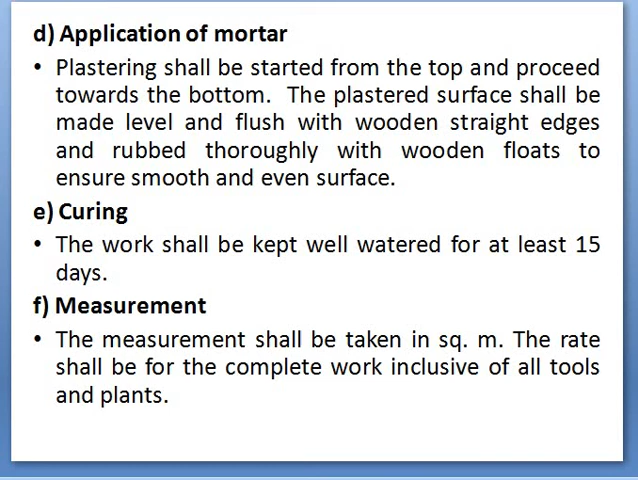 d) Application of mortar
• Plastering shall be started from the top and proceed
towards the bottom. The plastered surface shall be
made level and flush with wooden straight edges
and rubbed thoroughly with wooden floats to
ensure smooth and even surface.
e) Curing
• The work shall be kept well watered for at least 15
days.
f) Measurement
• The measurement shall be taken in sq. m. The rate
shall be for the complete work inclusive of all tools
and plants.